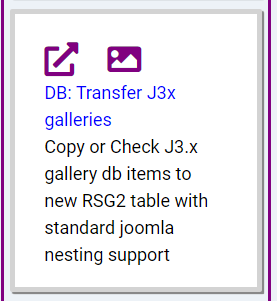 DB: Transfer J3x
galleries
Copy or Check J3.x
gallery db items to
new RSG2 table with
standard joomla
nesting support